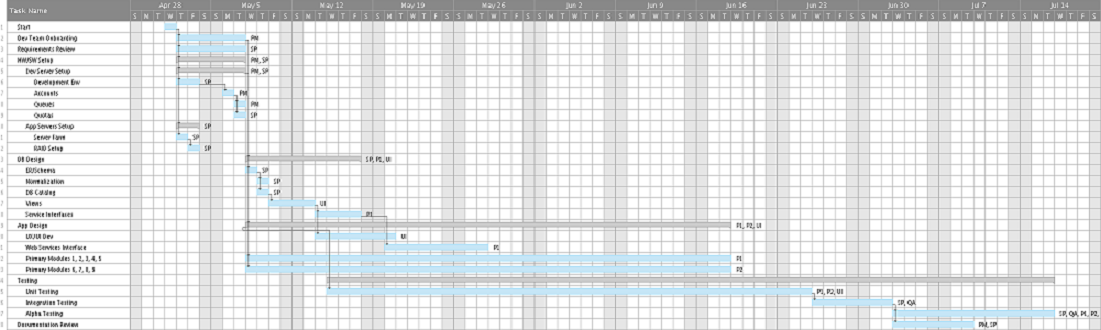 Task Name
Apr 28 May 5 May 12 May 19 May 26 Jun 2 Jun 9 Jun 16 Jun 23 Jun 30 Jul 7 Jul 14
S M T W T F S S M T W T F S S M T W T F S S M T W T F S S M T W T F S S M T W T F S S M T W T F S S M T W T F S S M T W T F S S M T W T F S S M T W T F S S M T W T F S
Start
Dev Team Onboarding PM
Requirements Review SP
HW/SW Setup PM, SP
Dev Server Setup PM, SP
Development Env SP
Accounts PM
Queues PM
Quotas SP
App Servers Setup SP
Server Farm SP
RAID Setup SP
DB Design SP, P2, UI
ER/Schema SP
Normalization SP
DB Catalog SP
Views UI
Service Interfaces P1
App Design P1, P2, UI
UX/UI Dev UI
Web Services Interface
Primary Modules 1, 2, 3, 4, 5 P1
Primary Modules 6, 7, 8, 9 P2
Testing
Unit Testing P1, P2, UI
Integration Testing SP, QA
Alpha Testing SP, QA, P1, P2,
Documentation Review PM, SP